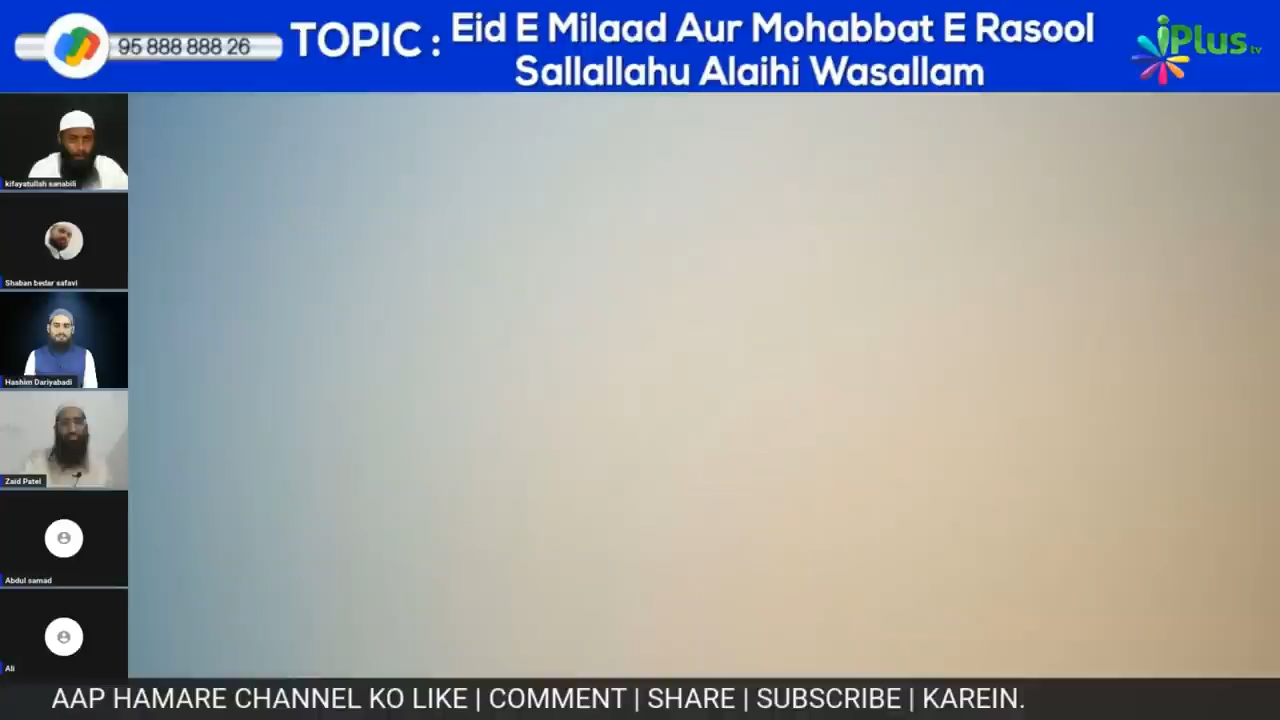 95 888 888 26
TOPIC : Eid E Milaad Aur Mohabbat E Rasool
Sallallahu Alaihi Wasallam
iPlus tv
kifayatullah sanabili
Shaban bedar safavi
Hashim Dariyabadi
Zaid Patel
Abdul samad
Ali
AAP HAMARE CHANNEL KO LIKE | COMMENT | SHARE | SUBSCRIBE | KAREIN.